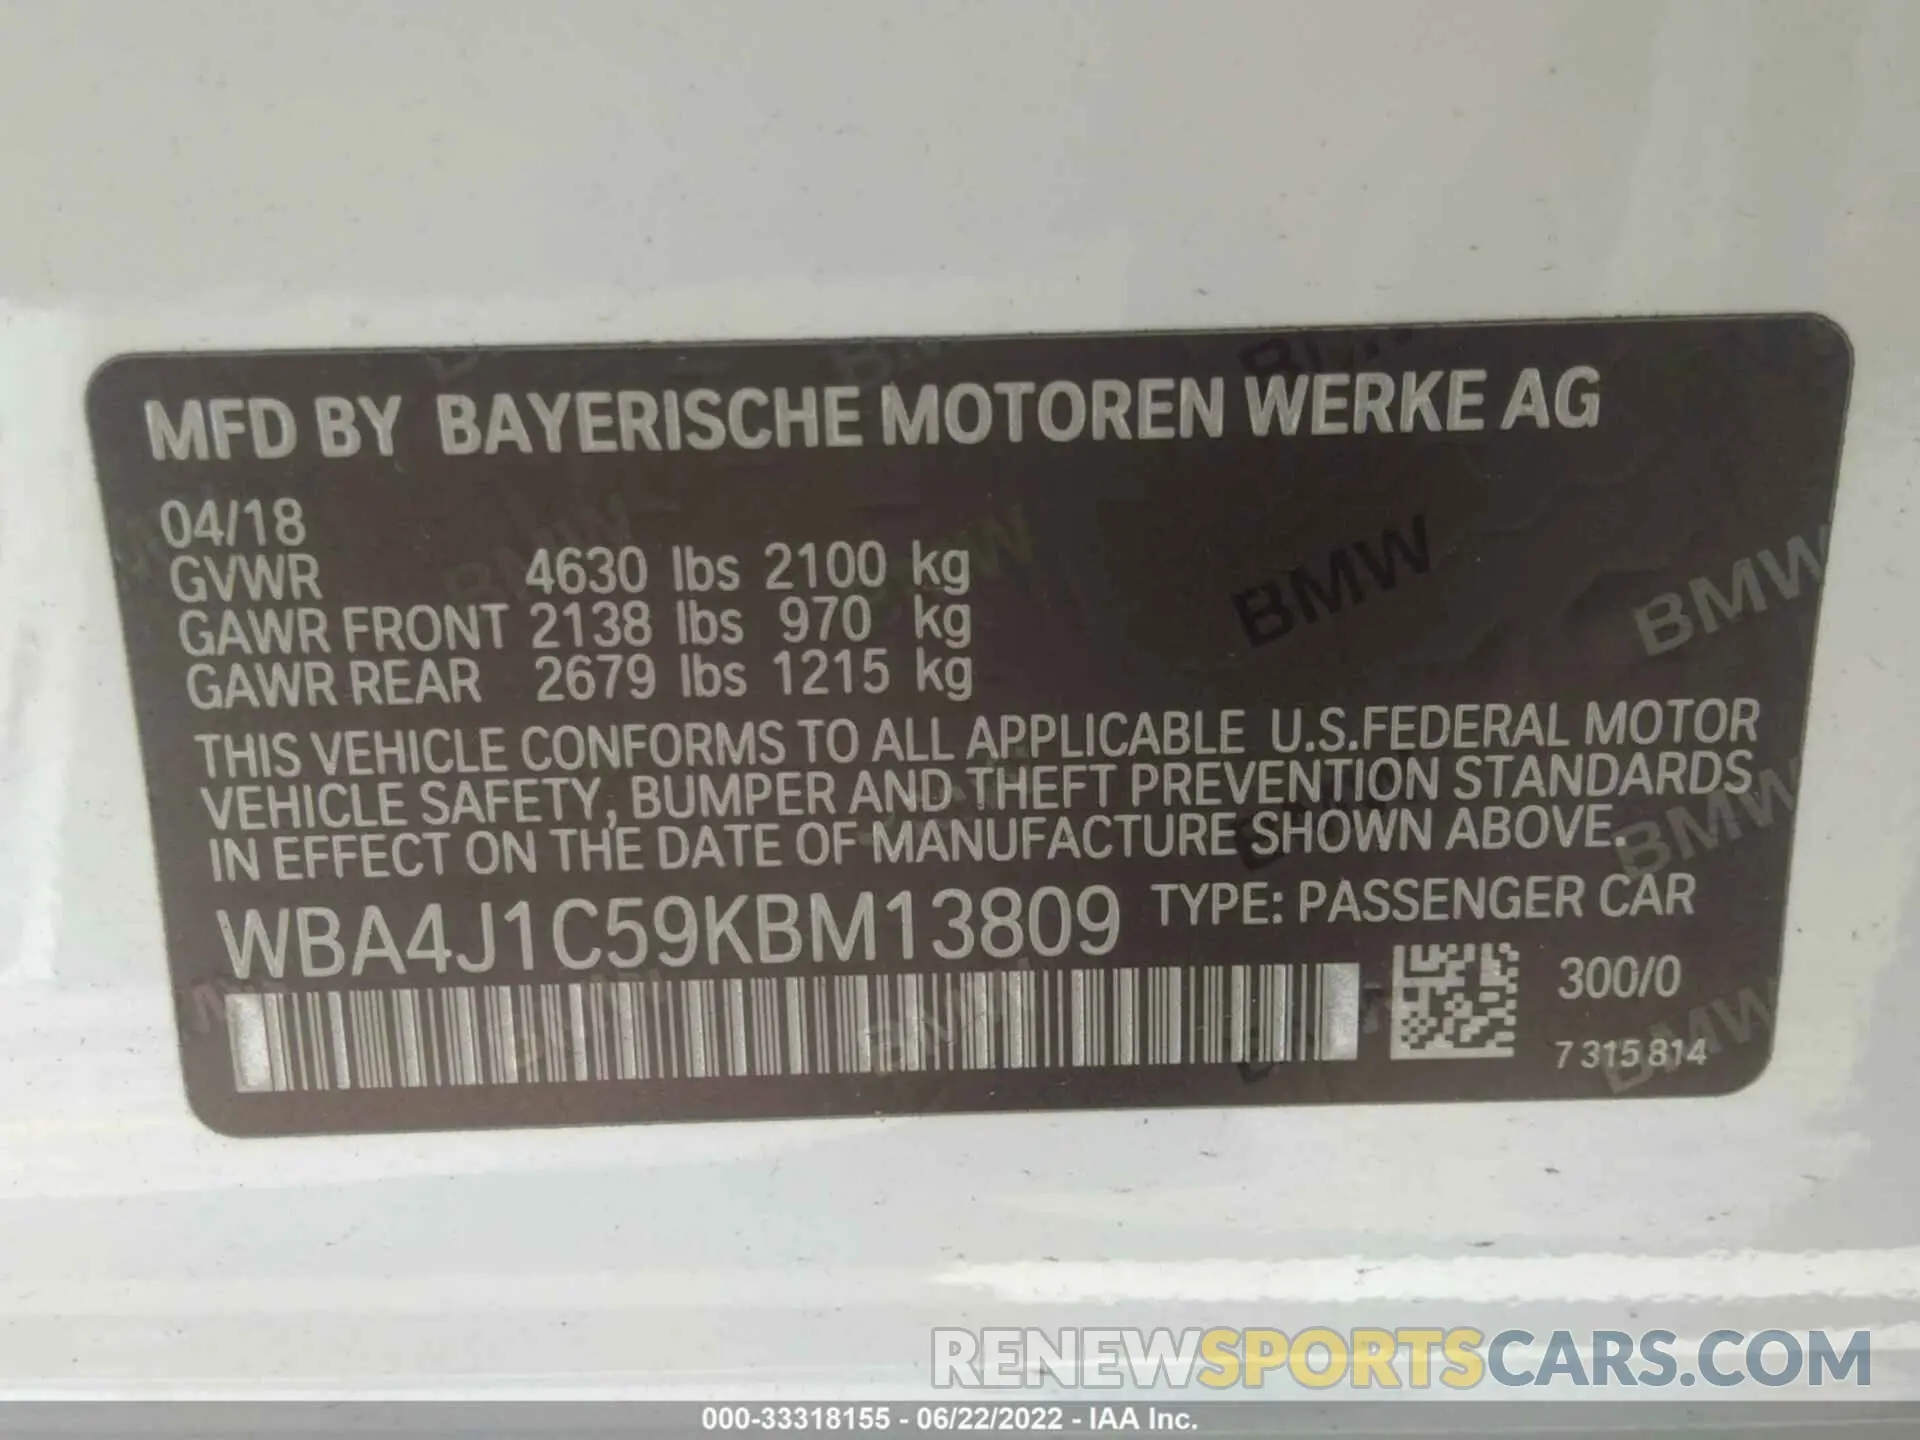 MFD BY BAYERISCHE MOTOREN WERKE AG
04/18
GVWR 4630 lbs 2100 kg
GAWR FRONT 2138 lbs 970 kg
GAWR REAR 2679 lbs 1215 kg
THIS VEHICLE CONFORMS TO ALL APPLICABLE U.S.FEDERAL MOTOR
VEHICLE SAFETY, BUMPER AND THEFT PREVENTION STANDARDS
IN EFFECT ON THE DATE OF MANUFACTURE SHOWN ABOVE.
WBA4J1C59KBM13809 TYPE: PASSENGER CAR
300/0
7 315 814
BMW BMW BMW BMW
BMW
RENEWSPORTSCARS.COM
000-33318155 - 06/22/2022 - IAA Inc.